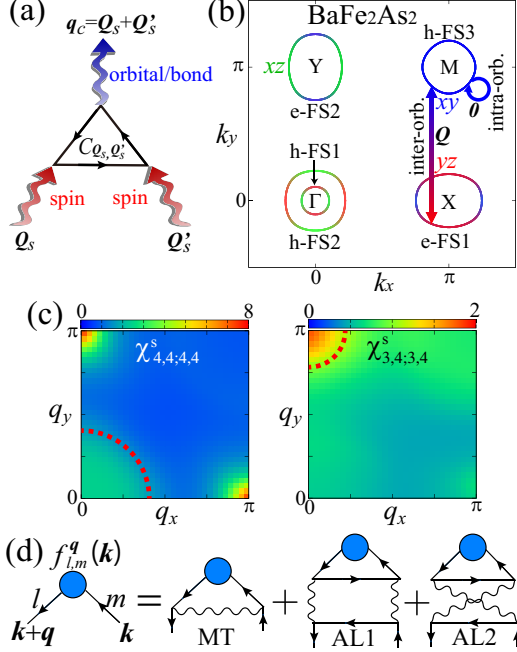 (a)
q_c=Q_s+Q'_s
orbital/bond
C_{Q_s,Q'_s}
spin
spin
Q_s
Q'_s
(b)
BaFe₂As₂
h-FS3
xz
Y
M
π
e-FS2
xy
0
intra-orb.
inter-orb.
Q
k_y
h-FS1
yz
Γ
X
0
h-FS2
e-FS1
0
π
k_x
(c)
0
8
0
2
π
χ^s_{4,4;4,4}
π
χ^s_{3,4;3,4}
q_y
q_y
0
0
0
π
0
π
q_x
q_x
(d)
f^q_{l,m}(k)
l
m
=
+
+
k+q
k
MT
AL1
AL2